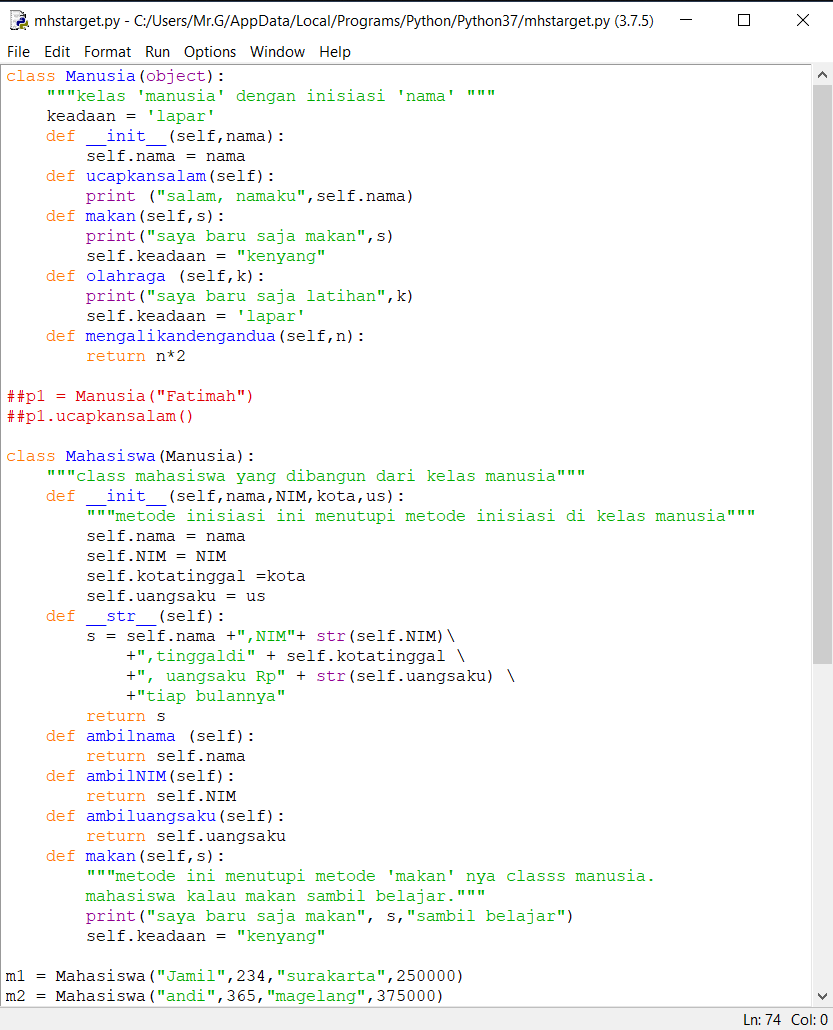 mhstarget.py - C:/Users/Mr.G/AppData/Local/Programs/Python/Python37/mhstarget.py (3.7.5)
File Edit Format Run Options Window Help
class Manusia(object):
    """kelas 'manusia' dengan inisiasi 'nama' """
    keadaan = 'lapar'
    def __init__(self,nama):
        self.nama = nama
    def ucapkansalam(self):
        print ("salam, namaku",self.nama)
    def makan(self,s):
        print("saya baru saja makan",s)
        self.keadaan = "kenyang"
    def olahraga (self,k):
        print("saya baru saja latihan",k)
        self.keadaan = 'lapar'
    def mengalikandengandua(self,n):
        return n*2

##p1 = Manusia("Fatimah")
##p1.ucapkansalam()

class Mahasiswa(Manusia):
    """class mahasiswa yang dibangun dari kelas manusia"""
    def __init__(self,nama,NIM,kota,us):
        """metode inisiasi ini menutupi metode inisiasi di kelas manusia"""
        self.nama = nama
        self.NIM = NIM
        self.kotatinggal =kota
        self.uangsaku = us
    def __str__(self):
        s = self.nama +",NIM"+ str(self.NIM)\
            +",tinggaldi" + self.kotatinggal \
            +", uangsaku Rp" + str(self.uangsaku) \
            +"tiap bulannya"
        return s
    def ambilnama (self):
        return self.nama
    def ambilNIM(self):
        return self.NIM
    def ambiluangsaku(self):
        return self.uangsaku
    def makan(self,s):
        """metode ini menutupi metode 'makan' nya classs manusia.
        mahasiswa kalau makan sambil belajar."""
        print("saya baru saja makan", s,"sambil belajar")
        self.keadaan = "kenyang"

m1 = Mahasiswa("Jamil",234,"surakarta",250000)
m2 = Mahasiswa("andi",365,"magelang",375000)
Ln: 74 Col: 0